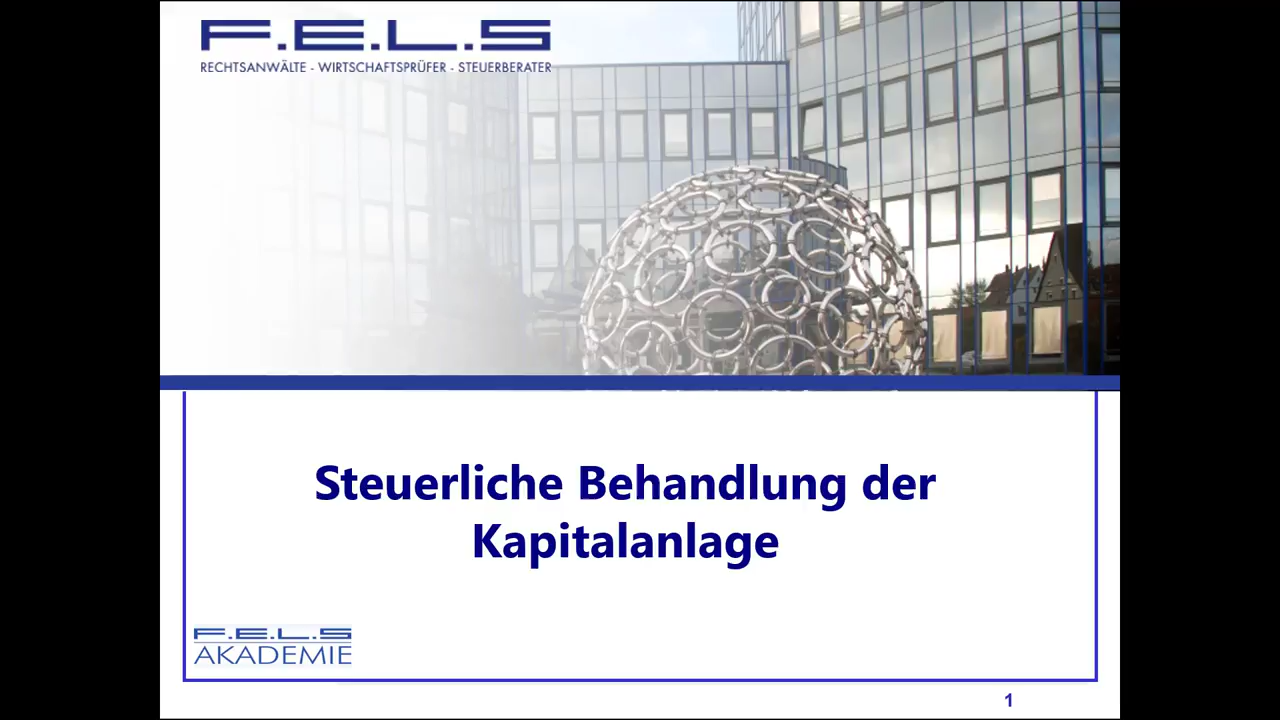 F.E.L.S
RECHTSANWÄLTE - WIRTSCHAFTSPRÜFER - STEUERBERATER
Steuerliche Behandlung der
Kapitalanlage
F.E.L.S
AKADEMIE
1